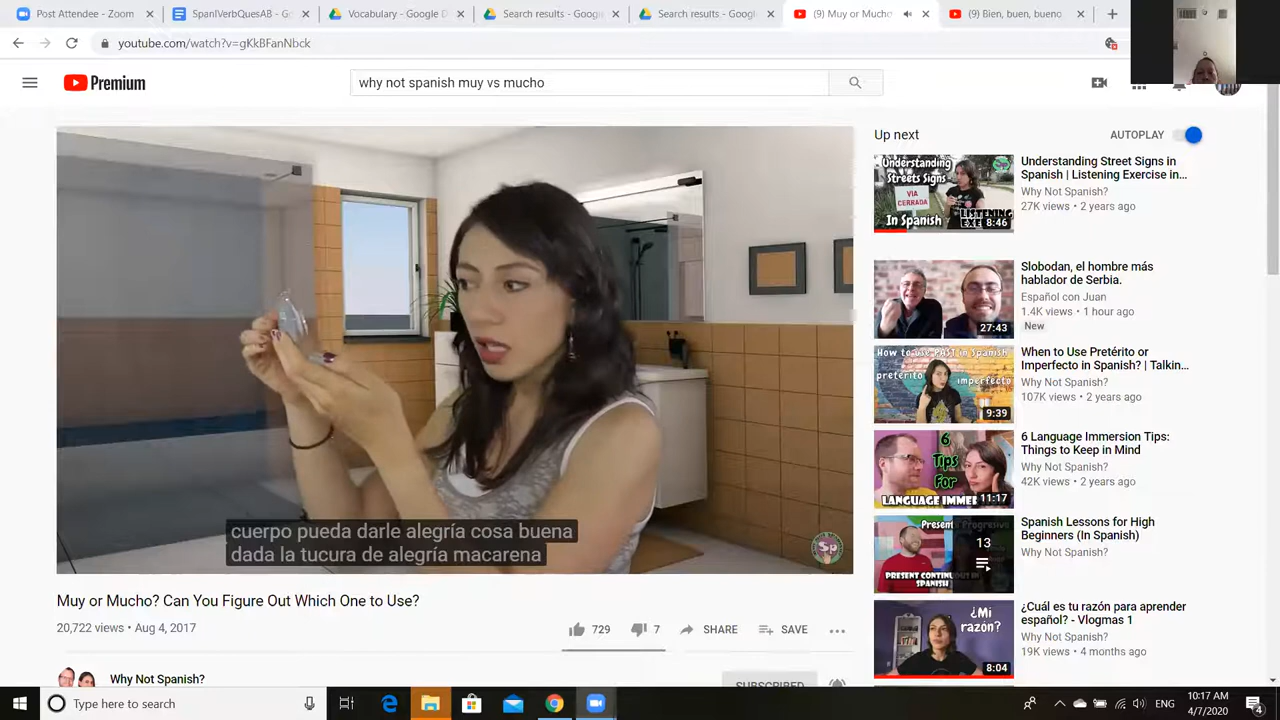 Post Attendee - Zoom
SpanIVerbQuesAB - G
Vocabulary - Google D
Search results - Googl
Search results - Googl
(9) Muy or Mucho
(9) Bien, buen, bueno
youtube.com/watch?v=gKkBFanNbck
Premium
why not spanish muy vs mucho
cuerpo pueda darle alegría cosa buena
dada la tucura de alegría macarena
Sp
Muy or Mucho? Can You Figure Out Which One to Use?
20,722 views • Aug 4, 2017
729
7
SHARE
SAVE
Why Not Spanish?
SUBSCRIBED
Up next
AUTOPLAY
Understanding
Streets Signs
VIA
CERRADA
In Spanish
LISTENING
8:46
Understanding Street Signs in
Spanish | Listening Exercise in...
Why Not Spanish?
27K views • 2 years ago
27:43
Slobodan, el hombre más
hablador de Serbia.
Español con Juan
1.4K views • 1 hour ago
New
How to use PAST in Spanish
pretérito
imperfecto
9:39
When to Use Pretérito or
Imperfecto in Spanish? | Talkin...
Why Not Spanish?
107K views • 2 years ago
6
Tips
For
LANGUAGE IMME
11:17
6 Language Immersion Tips:
Things to Keep in Mind
Why Not Spanish?
42K views • 2 years ago
Present Progresivo
PRESENT CONTINUOUS IN
SPANISH
13
Spanish Lessons for High
Beginners (In Spanish)
Why Not Spanish?
¿Mi
razón?
8:04
¿Cuál es tu razón para aprender
español? - Vlogmas 1
Why Not Spanish?
19K views • 4 months ago
Type here to search
ENG
10:17 AM
4/7/2020
4